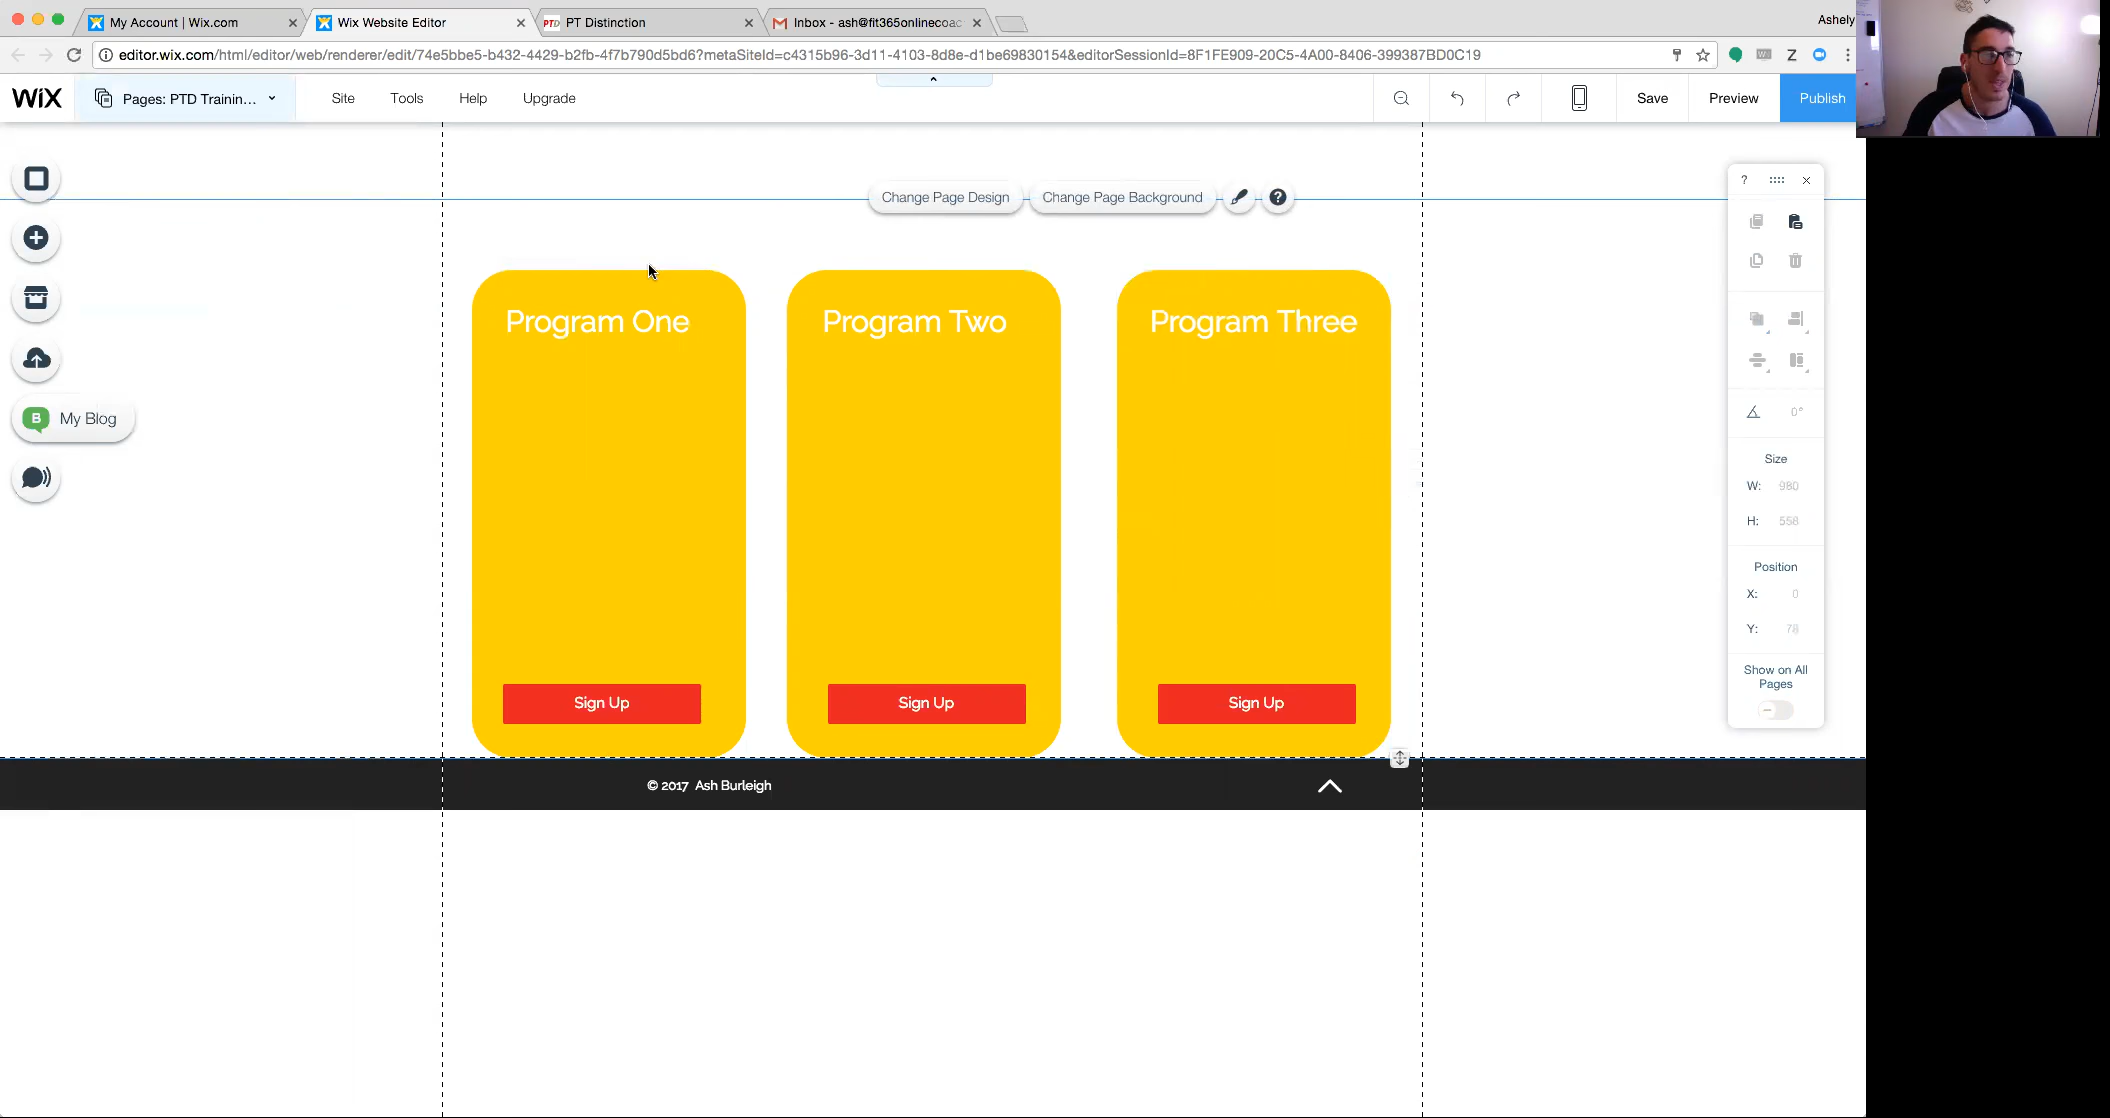 My Account | Wix.com
Wix Website Editor
PTD PT Distinction
Inbox - ash@fit365onlinecoac
Ashely
editor.wix.com/html/editor/web/renderer/edit/74e5bbe5-b432-4429-b2fb-4f7b790d5bd6?metaSiteId=c4315b96-3d11-4103-8d8e-d1be69830154&editorSessionId=8F1FE909-20C5-4A00-8406-399387BD0C19
Z
WiX
Pages: PTD Trainin...
Site
Tools
Help
Upgrade
Save
Preview
Publish
Change Page Design
Change Page Background
?
?
Program One
Program Two
Program Three
B My Blog
0°
Size
W: 980
H: 558
Position
X: 0
Y: 78
Show on All
Pages
Sign Up
Sign Up
Sign Up
© 2017 Ash Burleigh